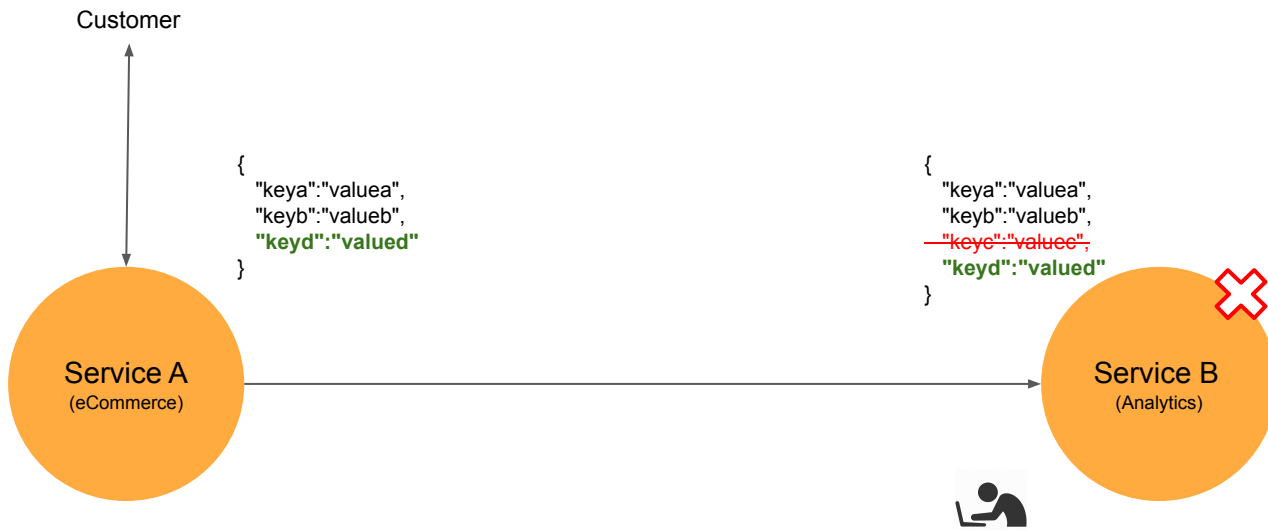 Customer
{
"keya":"valuea",
"keyb":"valueb",
"keyd":"valued"
}
{
"keya":"valuea",
"keyb":"valueb",
"keyc":"valuec",
"keyd":"valued"
}
Service A
(eCommerce)
Service B
(Analytics)